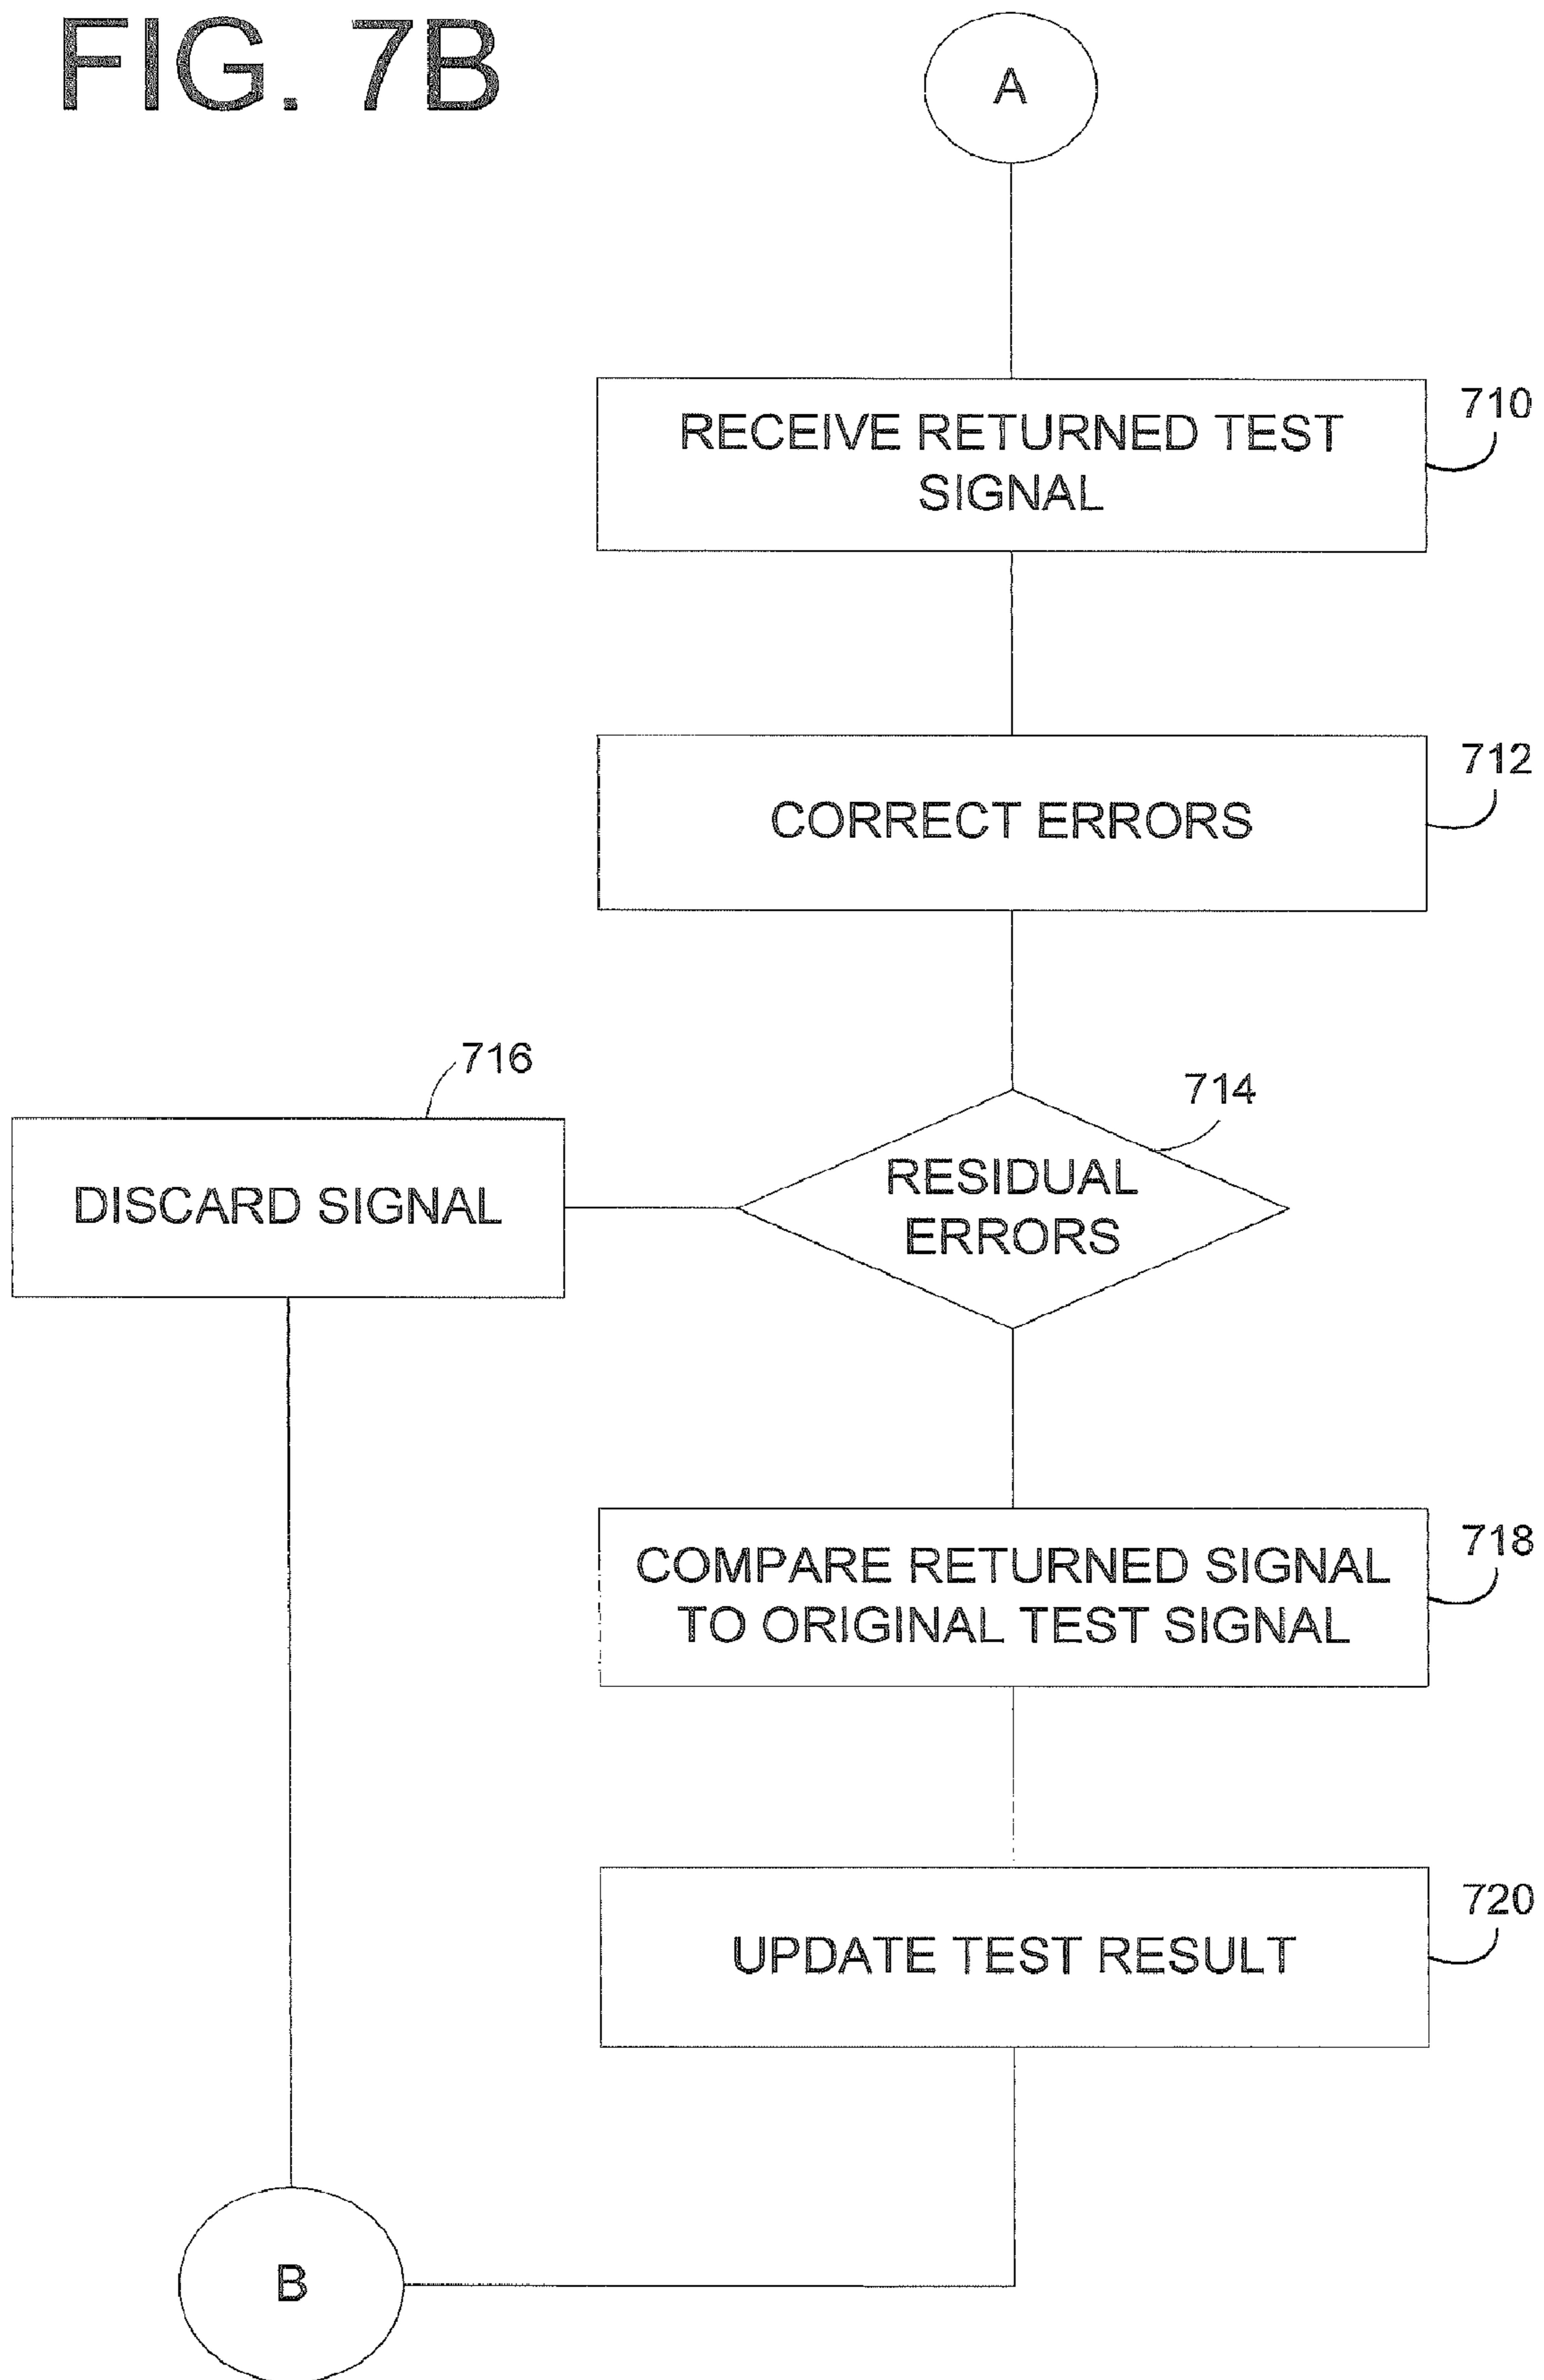 FIG. 7B
A
RECEIVE RETURNED TEST
SIGNAL
710
CORRECT ERRORS
712
716
714
DISCARD SIGNAL
RESIDUAL
ERRORS
COMPARE RETURNED SIGNAL
TO ORIGINAL TEST SIGNAL
718
UPDATE TEST RESULT
720
B